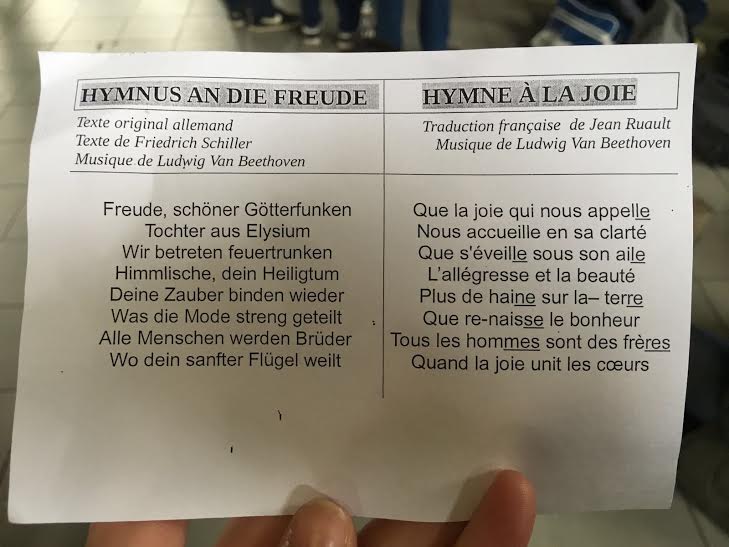 HYMNUS AN DIE FREUDE
Texte original allemand
Texte de Friedrich Schiller
Musique de Ludwig Van Beethoven
Freude, schöner Götterfunken
Tochter aus Elysium
Wir betreten feuertrunken
Himmlische, dein Heiligtum
Deine Zauber binden wieder
Was die Mode streng geteilt
Alle Menschen werden Brüder
Wo dein sanfter Flügel weilt
HYMNE À LA JOIE
Traduction française de Jean Ruault
Musique de Ludwig Van Beethoven
Que la joie qui nous appelle
Nous accueille en sa clarté
Que s'éveille sous son aile
L'allégresse et la beauté
Plus de haine sur la– terre
Que re-naisse le bonheur
Tous les hommes sont des frères
Quand la joie unit les cœurs